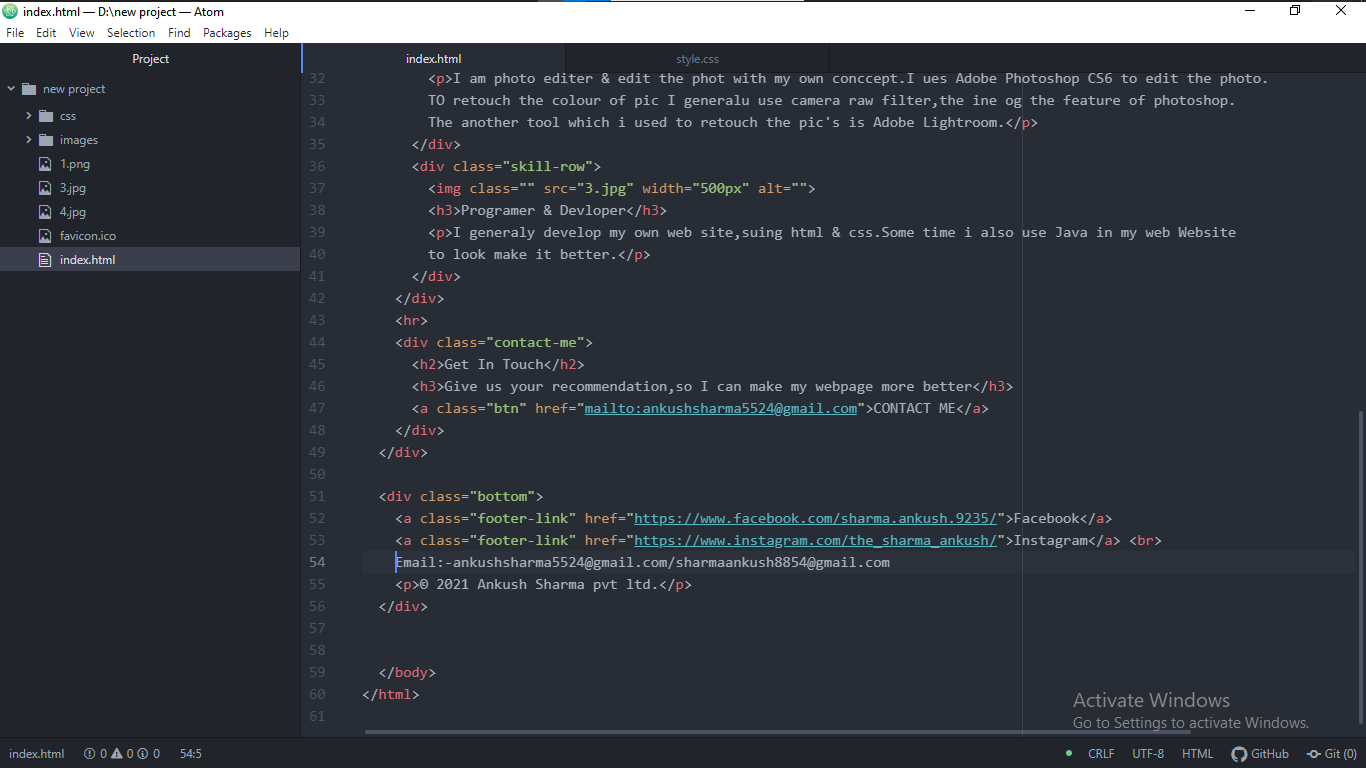 index.html — D:\new project — Atom
File Edit View Selection Find Packages Help
Project
new project
css
images
1.png
3.jpg
4.jpg
favicon.ico
index.html
index.html style.css
32 <p>I am photo editer & edit the phot with my own conccept.I ues Adobe Photoshop CS6 to edit the photo.
33 TO retouch the colour of pic I generalu use camera raw filter,the ine og the feature of photoshop.
34 The another tool which i used to retouch the pic's is Adobe Lightroom.</p>
35 </div>
36 <div class="skill-row">
37 <img class="" src="3.jpg" width="500px" alt="">
38 <h3>Programer & Devloper</h3>
39 <p>I generaly develop my own web site,suing html & css.Some time i also use Java in my web Website
40 to look make it better.</p>
41 </div>
42 </div>
43 <hr>
44 <div class="contact-me">
45 <h2>Get In Touch</h2>
46 <h3>Give us your recommendation,so I can make my webpage more better</h3>
47 <a class="btn" href="mailto:ankushsharma5524@gmail.com">CONTACT ME</a>
48 </div>
49 </div>
50
51 <div class="bottom">
52 <a class="footer-link" href="https://www.facebook.com/sharma.ankush.9235/">Facebook</a>
53 <a class="footer-link" href="https://www.instagram.com/the_sharma_ankush/">Instagram</a> <br>
54 Email:-ankushsharma5524@gmail.com/sharmaankush8854@gmail.com
55 <p>© 2021 Ankush Sharma pvt ltd.</p>
56 </div>
57
58
59 </body>
60 </html>
61
Activate Windows
Go to Settings to activate Windows.
index.html 0 0 0 54:5 CRLF UTF-8 HTML GitHub Git (0)